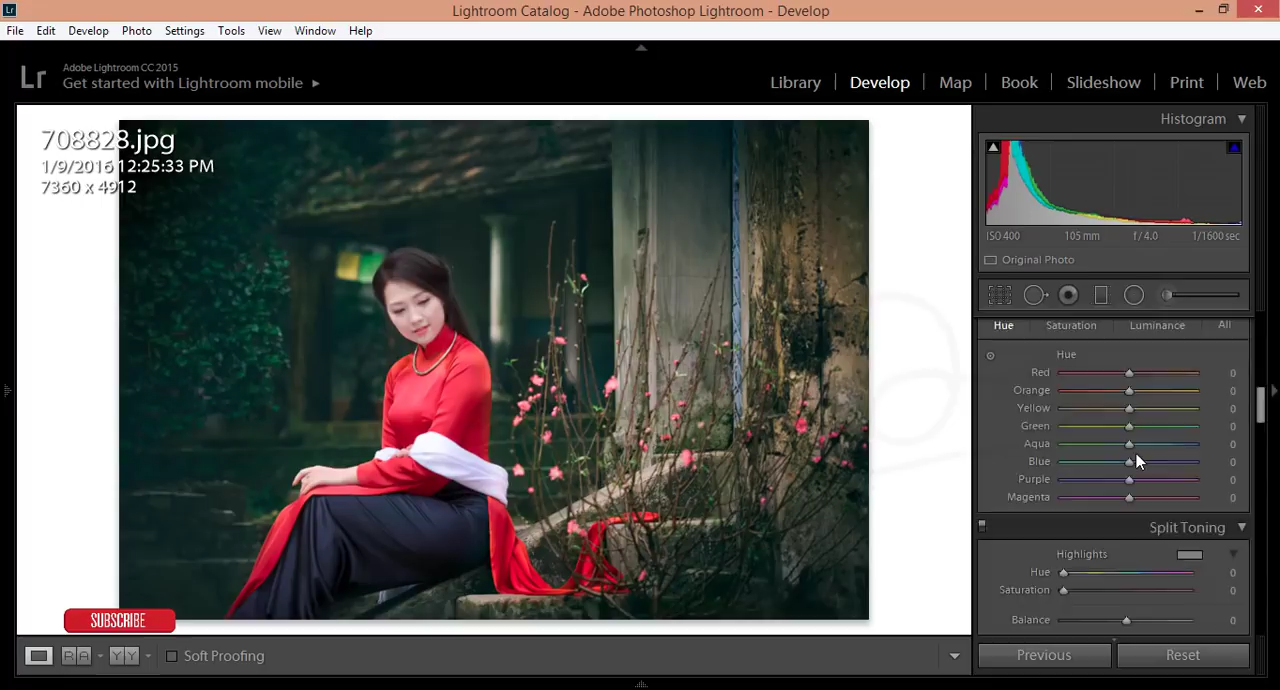 Lr Lightroom Catalog - Adobe Photoshop Lightroom - Develop
File Edit Develop Photo Settings Tools View Window Help
Lr Adobe Lightroom CC 2015
Get started with Lightroom mobile
Library Develop Map Book Slideshow Print Web
708828.jpg
1/9/2016 12:25:33 PM
7360 x 4912
Histogram
ISO 400 105 mm f / 4.0 1/1600 sec
Original Photo
Hue Saturation Luminance All
Hue
Red 0
Orange 0
Yellow 0
Green 0
Aqua 0
Blue 0
Purple 0
Magenta 0
Split Toning
Highlights
Hue 0
Saturation 0
Balance 0
SUBSCRIBE
R A Y Y Soft Proofing
Previous Reset